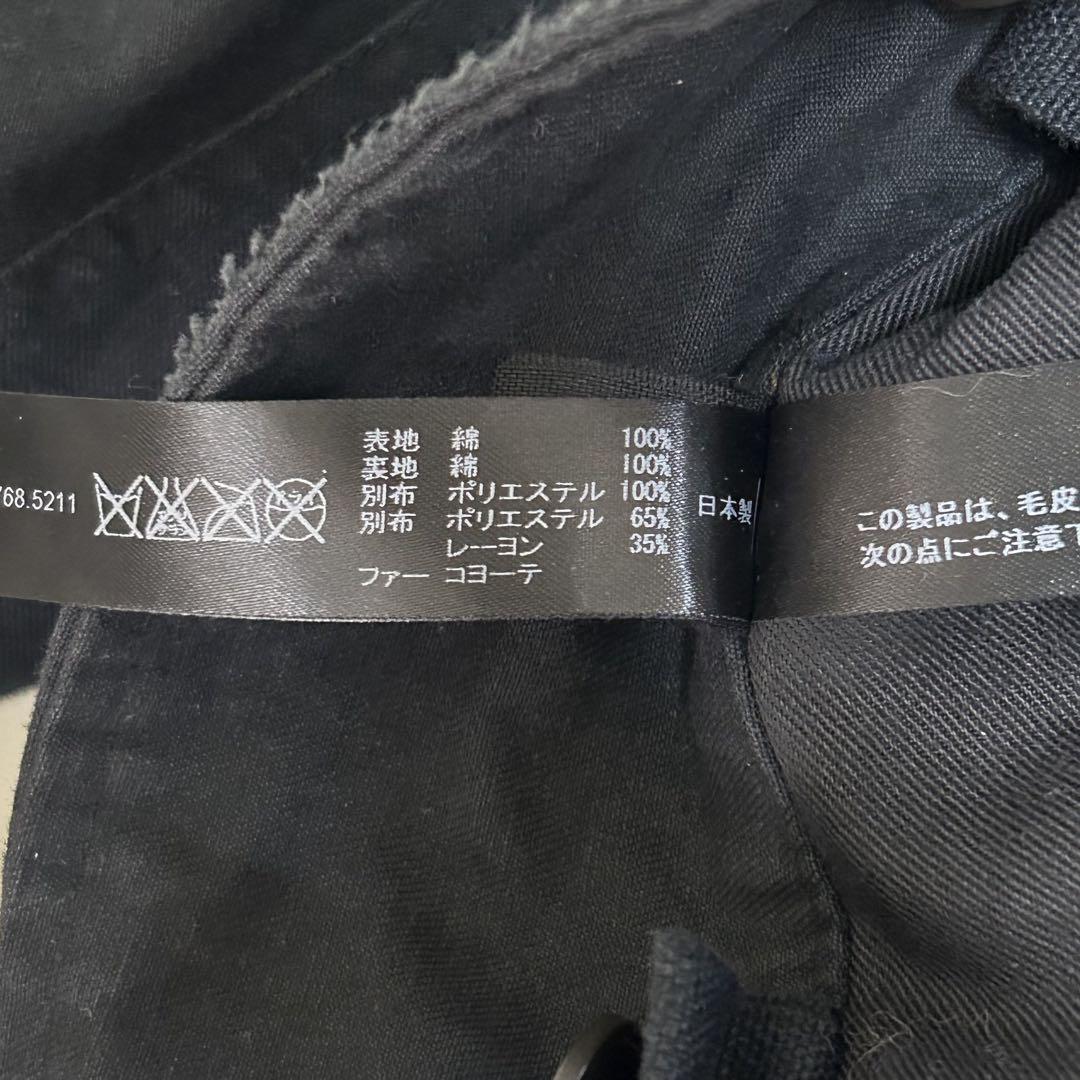 768.5211
表地 綿 100%
裏地 綿 100%
別布 ポリエステル 100%
別布 ポリエステル 65%
レーヨン 35%
ファー コヨーテ
日本製
この製品は、毛皮
次の点にご注意下